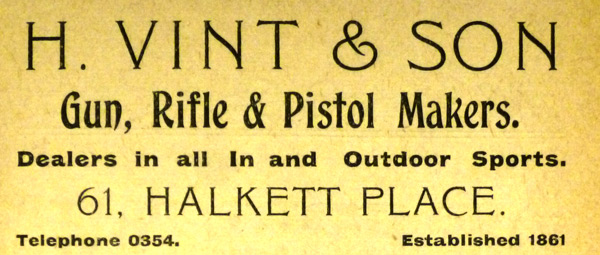 H. VINT & SON
Gun, Rifle & Pistol Makers.
Dealers in all In and Outdoor Sports.
61, HALKETT PLACE.
Telephone 0354. Established 1861